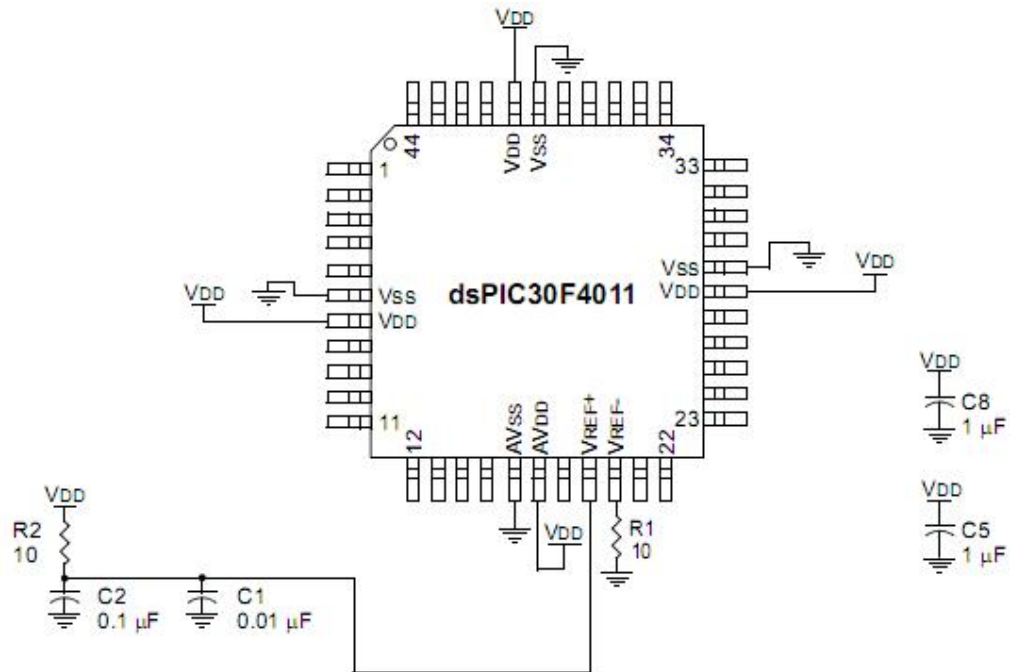 VDD
44
VDD
VSS
34
1
33
VSS
VDD
VDD
VSS
VDD
dsPIC30F4011
VDD
11
23
12
AVSS
AVDD
VREF+
VREF-
22
VDD
C8
1 µF
VDD
C5
1 µF
VDD
R2
10
C2
0.1 µF
C1
0.01 µF
VDD
R1
10